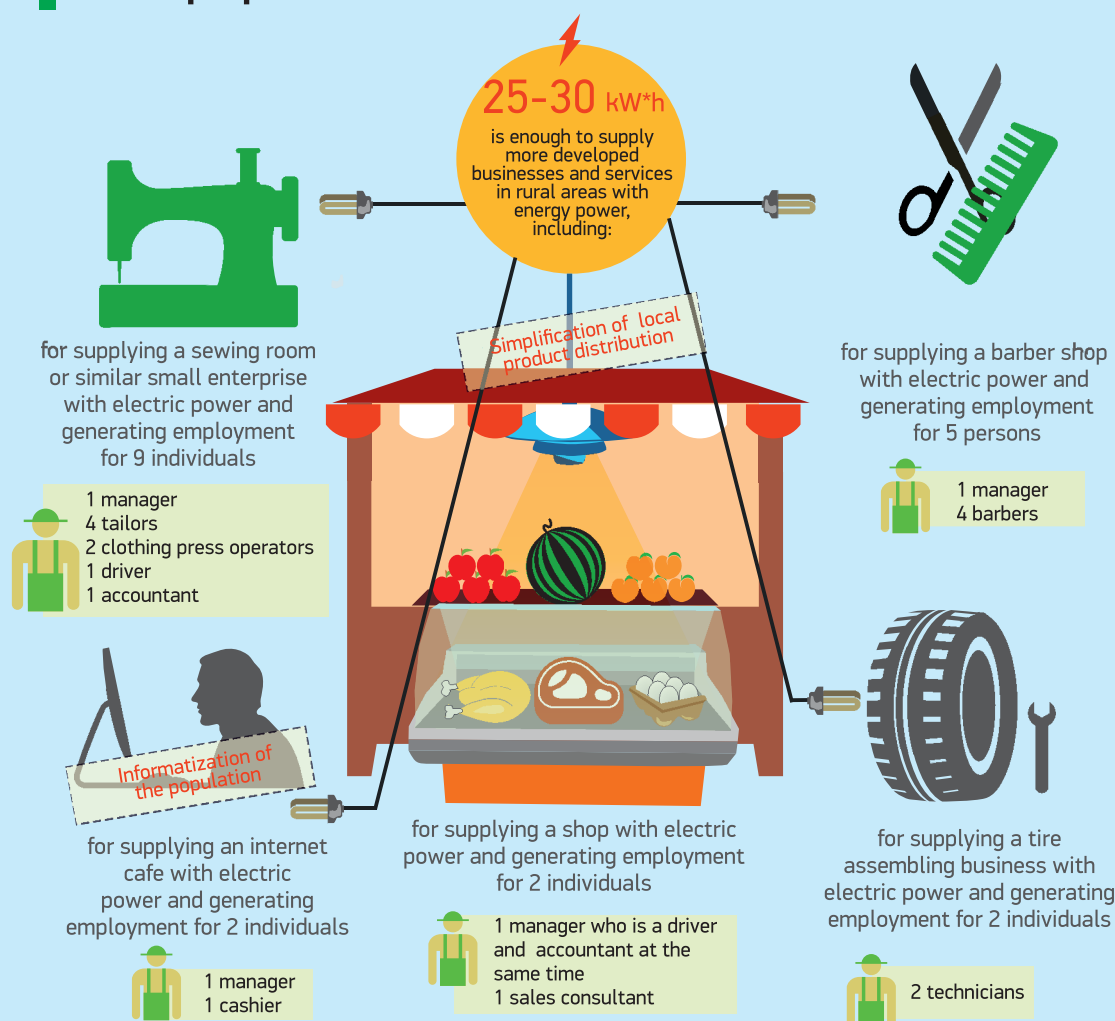 25-30 kW*h
is enough to supply
more developed
businesses and services
in rural areas with
energy power,
including:
Simplification of local
product distribution
for supplying a sewing room
or similar small enterprise
with electric power and
generating employment
for 9 individuals
1 manager
4 tailors
2 clothing press operators
1 driver
1 accountant
for supplying a barber shop
with electric power and
generating employment
for 5 persons
1 manager
4 barbers
Informatization of
the population
for supplying an internet
cafe with electric
power and generating
employment for 2 individuals
1 manager
1 cashier
for supplying a shop with electric
power and generating employment
for 2 individuals
1 manager who is a driver
and accountant at the
same time
1 sales consultant
for supplying a tire
assembling business with
electric power and generating
employment for 2 individuals
2 technicians